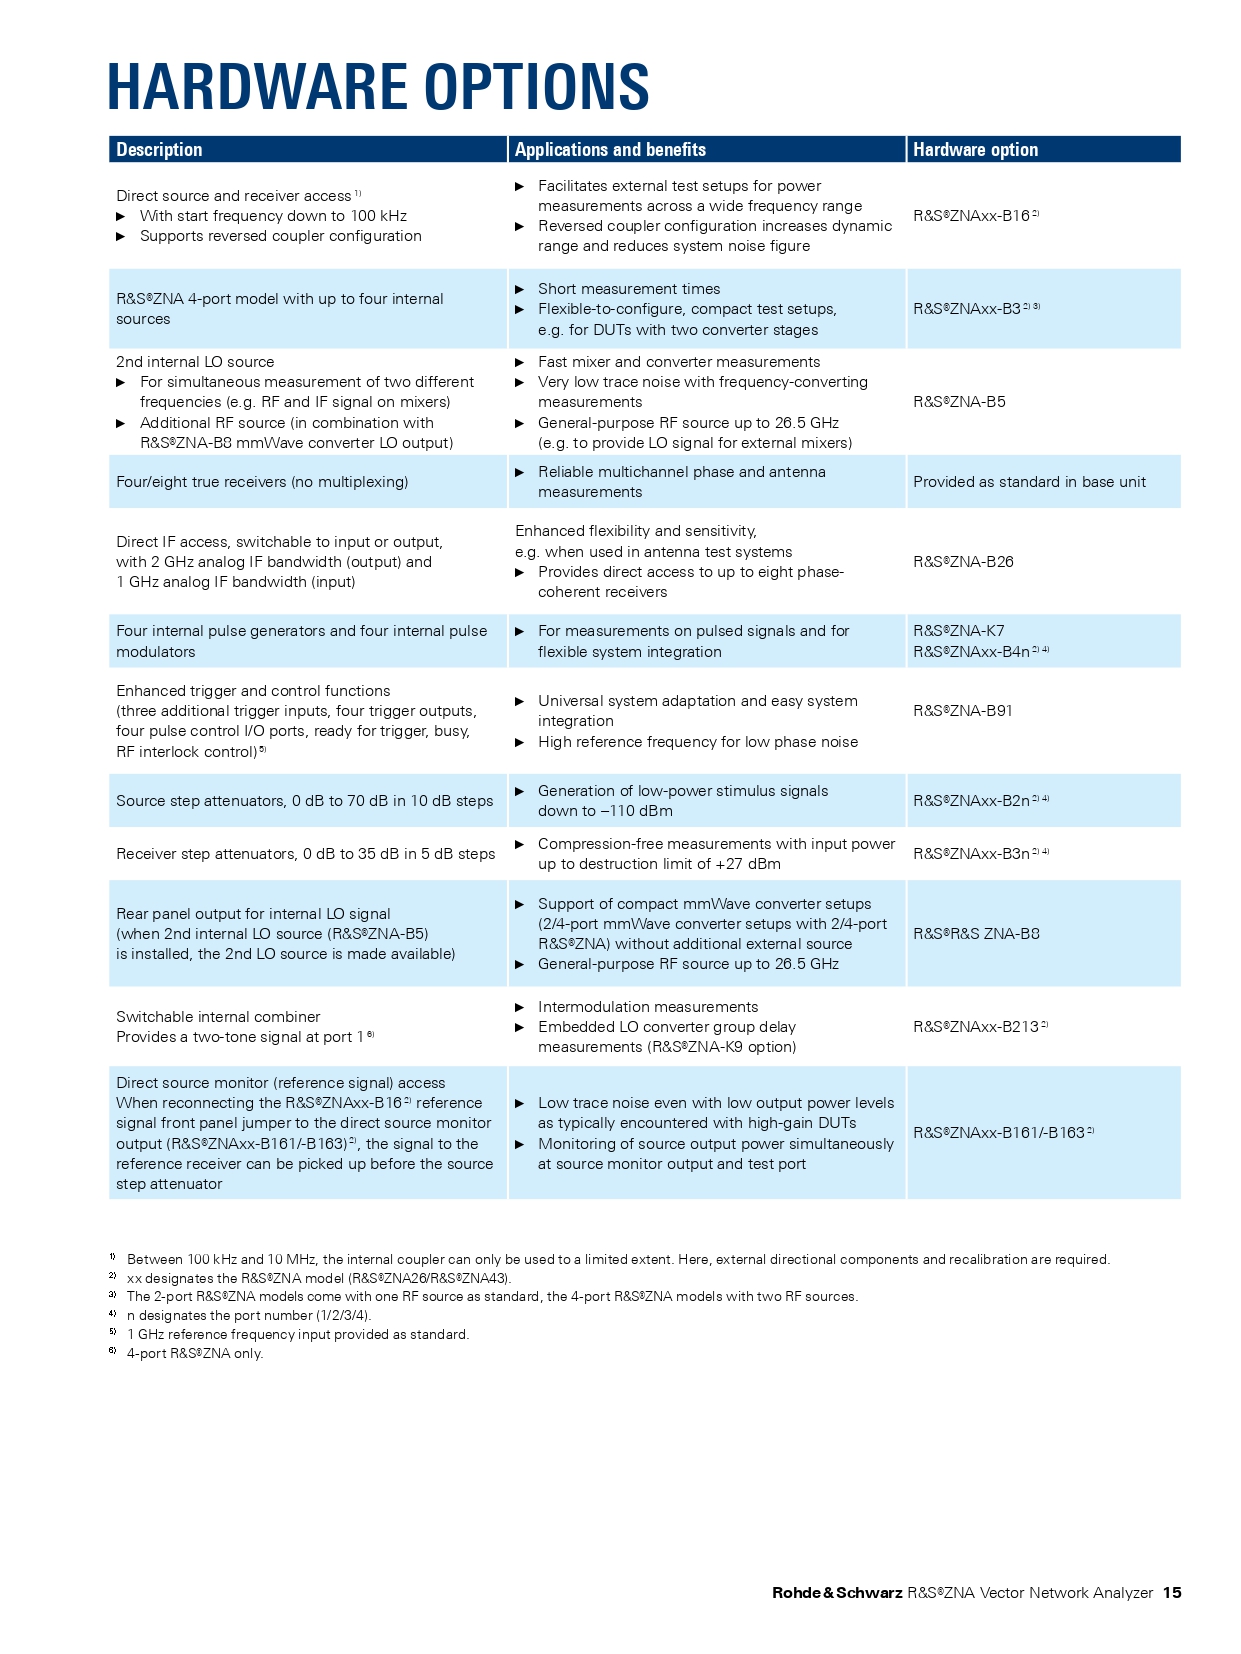 HARDWARE OPTIONS
Description
Applications and benefits
Hardware option
Direct source and receiver access 1)
► With start frequency down to 100 kHz
► Supports reversed coupler configuration
► Facilitates external test setups for power
measurements across a wide frequency range
► Reversed coupler configuration increases dynamic
range and reduces system noise figure
R&S®ZNAxx-B16 2)
R&S®ZNA 4-port model with up to four internal
sources
► Short measurement times
► Flexible-to-configure, compact test setups,
e.g. for DUTs with two converter stages
R&S®ZNAxx-B3 2) 3)
2nd internal LO source
► For simultaneous measurement of two different
frequencies (e.g. RF and IF signal on mixers)
► Additional RF source (in combination with
R&S®ZNA-B8 mmWave converter LO output)
► Fast mixer and converter measurements
► Very low trace noise with frequency-converting
measurements
► General-purpose RF source up to 26.5 GHz
(e.g. to provide LO signal for external mixers)
R&S®ZNA-B5
Four/eight true receivers (no multiplexing)
► Reliable multichannel phase and antenna
measurements
Provided as standard in base unit
Direct IF access, switchable to input or output,
with 2 GHz analog IF bandwidth (output) and
1 GHz analog IF bandwidth (input)
Enhanced flexibility and sensitivity,
e.g. when used in antenna test systems
► Provides direct access to up to eight phase-
coherent receivers
R&S®ZNA-B26
Four internal pulse generators and four internal pulse
modulators
► For measurements on pulsed signals and for
flexible system integration
R&S®ZNA-K7
R&S®ZNAxx-B4n 2) 4)
Enhanced trigger and control functions
(three additional trigger inputs, four trigger outputs,
four pulse control I/O ports, ready for trigger, busy,
RF interlock control) 5)
► Universal system adaptation and easy system
integration
► High reference frequency for low phase noise
R&S®ZNA-B91
Source step attenuators, 0 dB to 70 dB in 10 dB steps
► Generation of low-power stimulus signals
down to –110 dBm
R&S®ZNAxx-B2n 2) 4)
Receiver step attenuators, 0 dB to 35 dB in 5 dB steps
► Compression-free measurements with input power
up to destruction limit of +27 dBm
R&S®ZNAxx-B3n 2) 4)
Rear panel output for internal LO signal
(when 2nd internal LO source (R&S®ZNA-B5)
is installed, the 2nd LO source is made available)
► Support of compact mmWave converter setups
(2/4-port mmWave converter setups with 2/4-port
R&S®ZNA) without additional external source
► General-purpose RF source up to 26.5 GHz
R&S®R&S ZNA-B8
Switchable internal combiner
Provides a two-tone signal at port 1 6)
► Intermodulation measurements
► Embedded LO converter group delay
measurements (R&S®ZNA-K9 option)
R&S®ZNAxx-B213 2)
Direct source monitor (reference signal) access
When reconnecting the R&S®ZNAxx-B16 2) reference
signal front panel jumper to the direct source monitor
output (R&S®ZNAxx-B161/-B163) 2), the signal to the
reference receiver can be picked up before the source
step attenuator
► Low trace noise even with low output power levels
as typically encountered with high-gain DUTs
► Monitoring of source output power simultaneously
at source monitor output and test port
R&S®ZNAxx-B161/-B163 2)
1) Between 100 kHz and 10 MHz, the internal coupler can only be used to a limited extent. Here, external directional components and recalibration are required.
2) xx designates the R&S®ZNA model (R&S®ZNA26/R&S®ZNA43).
3) The 2-port R&S®ZNA models come with one RF source as standard, the 4-port R&S®ZNA models with two RF sources.
4) n designates the port number (1/2/3/4).
5) 1 GHz reference frequency input provided as standard.
6) 4-port R&S®ZNA only.
Rohde & Schwarz R&S®ZNA Vector Network Analyzer 15